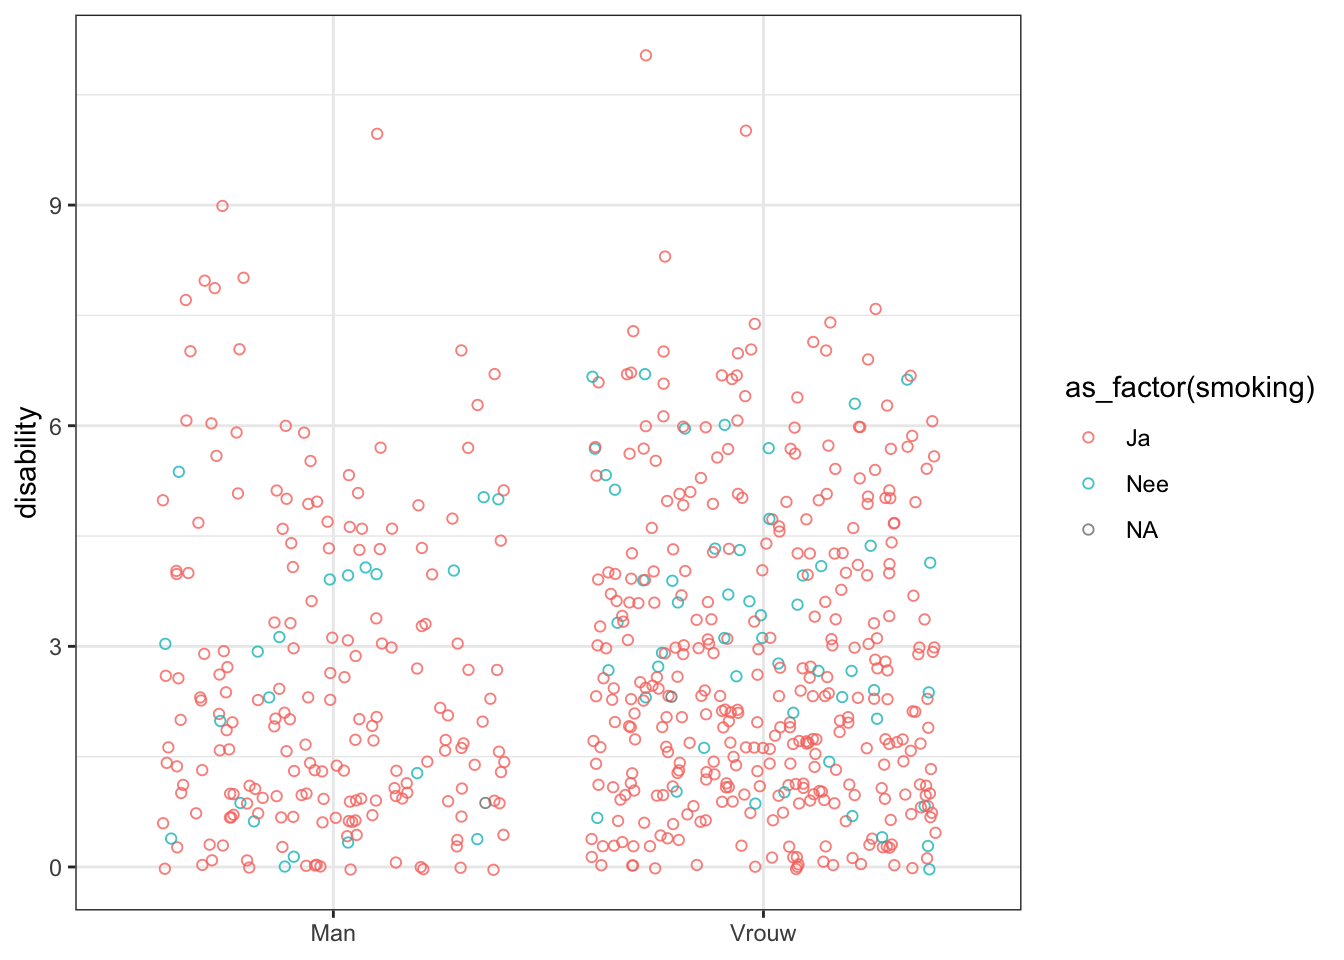 disability
9
6
3
0
Man
Vrouw
as_factor(smoking)
Ja
Nee
NA